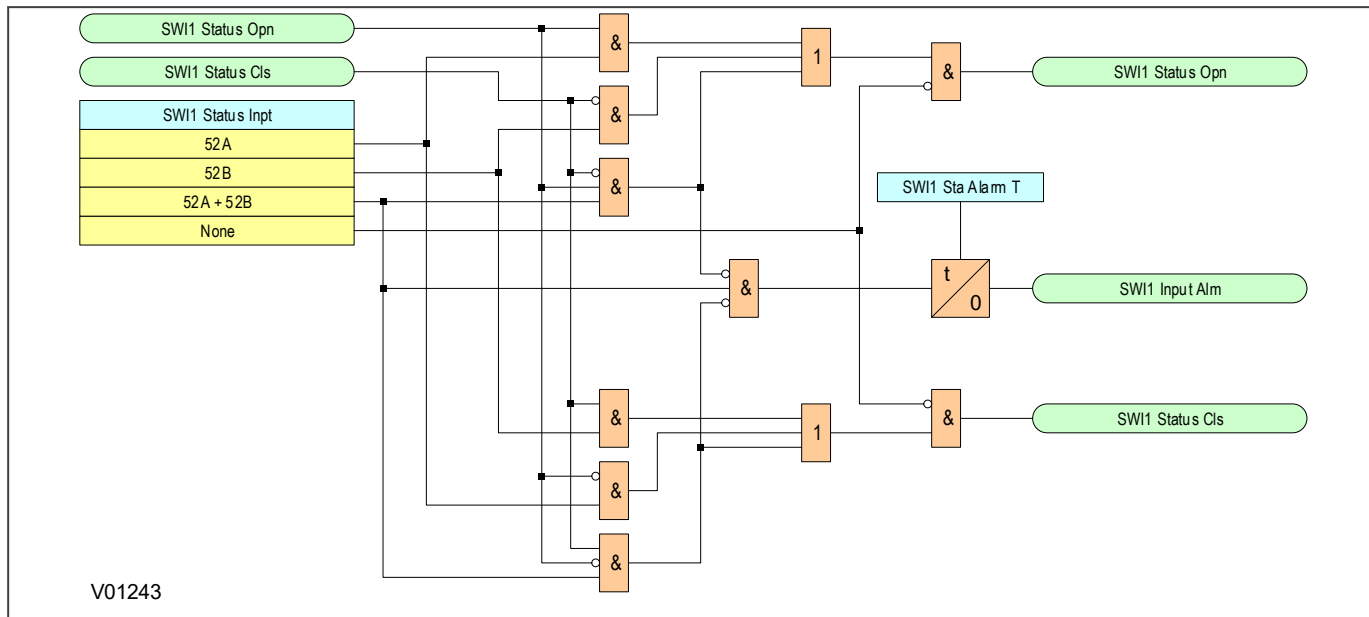 SWI1 Status Opn
SWI1 Status Cls
SWI1 Status Inpt
52A
52B
52A + 52B
None
&
&
&
1
&
SWI1 Status Opn
SWI1 Sta Alarm T
&
t
0
SWI1 Input Alm
&
&
&
1
&
SWI1 Status Cls
V01243